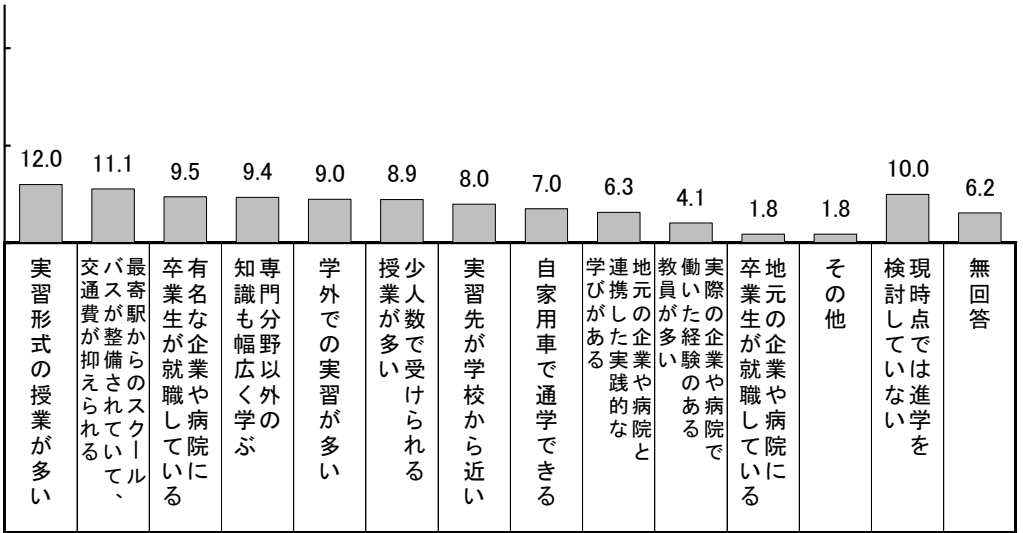 12.0
11.1
9.5
9.4
9.0
8.9
8.0
7.0
6.3
4.1
1.8
1.8
10.0
6.2
実習形式の授業が多い
最寄駅からのスクール
バスが整備されていて、
交通費が抑えられる
有名な企業や病院に
卒業生が就職している
専門分野以外の
知識も幅広く学ぶ
学外での実習が多い
少人数で受けられる
授業が多い
実習先が学校から近い
自家用車で通学できる
地元の企業や病院と
連携した実践的な
学びがある
実際の企業や病院で
働いた経験のある
教員が多い
地元の企業や病院に
卒業生が就職している
その他
現時点では進学を
検討していない
無回答